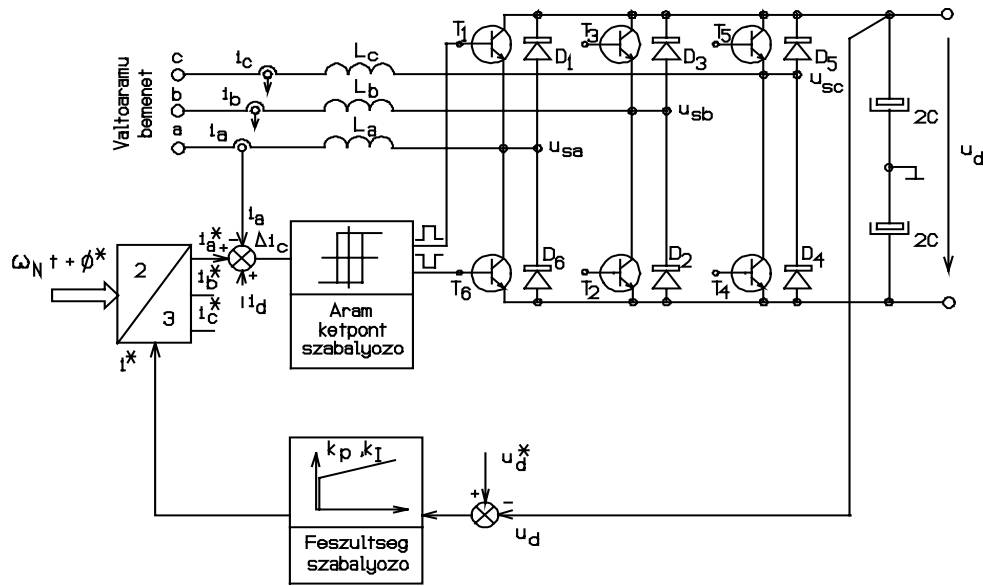 Valtoaramu
bemenet
c
b
a
i_c
i_b
i_a
L_c
L_b
L_a
T_1
T_3
T_5
D_1
D_3
D_5
u_sc
u_sb
u_sa
2C
2C
u_d
i_a
i_a*
i_b*
i_c*
Δi_c
+
−
+
i_d
ω_N t + ϕ*
2
3
i*
Aram
ketpont
szabalyozo
T_6
T_2
T_4
D_6
D_2
D_4
k_p ,k_I
Feszultseg
szabalyozo
u_d*
+
−
u_d